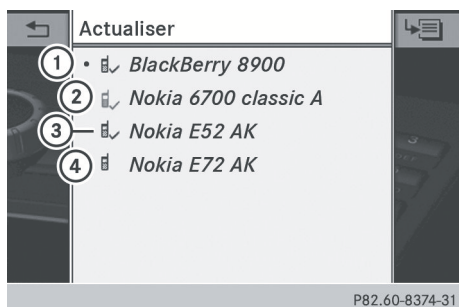 Actualiser
1 • BlackBerry 8900
2 Nokia 6700 classic A
3 Nokia E52 AK
4 Nokia E72 AK
P82.60-8374-31